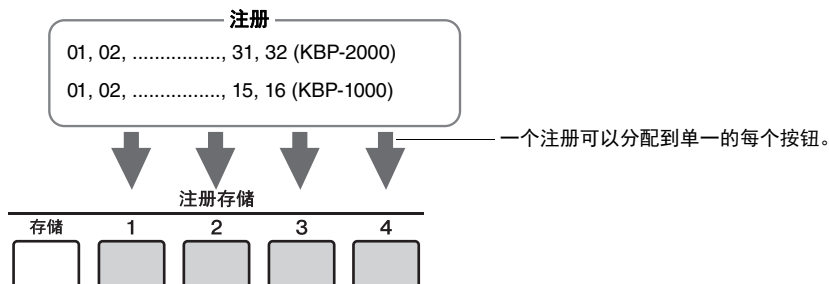 注册
01, 02, ................, 31, 32 (KBP-2000)
01, 02, ................, 15, 16 (KBP-1000)
一个注册可以分配到单一的每个按钮。
注册存储
存储 1 2 3 4